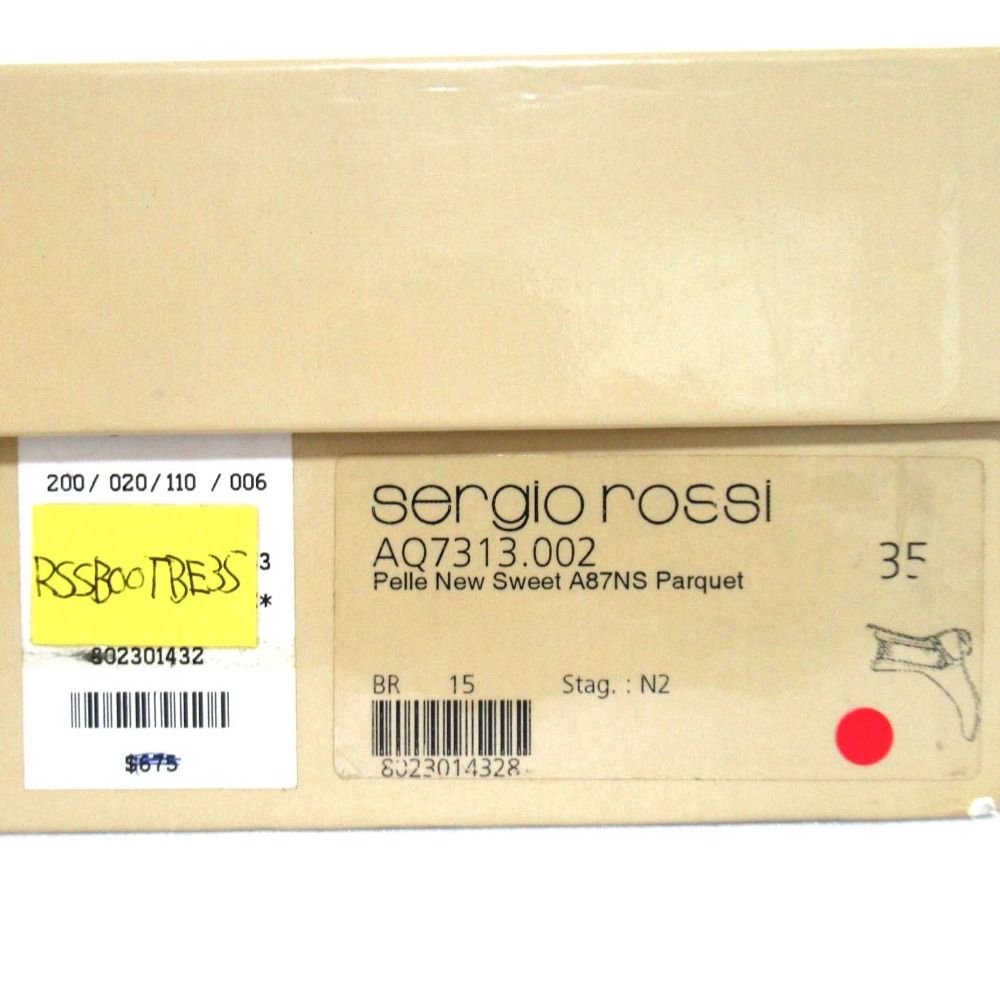 200/ 020/110 / 006
RSSBOOTBE35
3
*
802301432
$675
sergio rossi
AQ7313.002
35
Pelle New Sweet A87NS Parquet
BR 15 Stag. : N2
8023014328